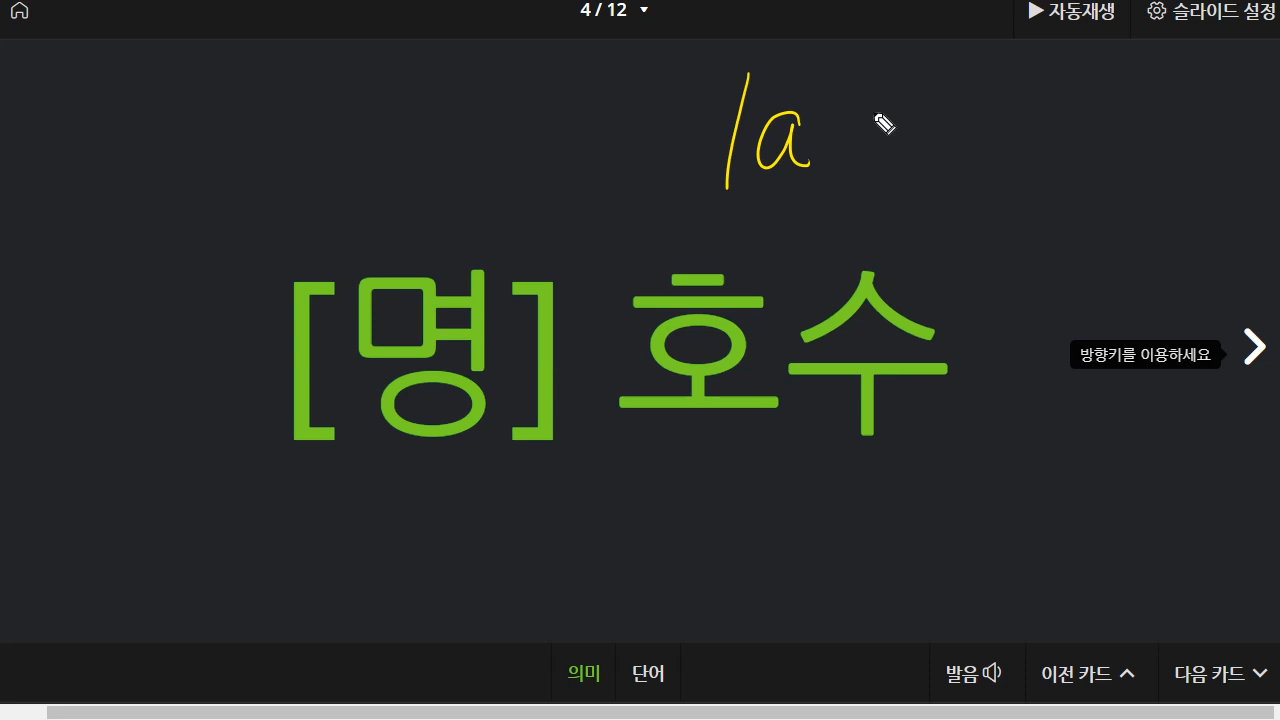 4 / 12
자동재생
슬라이드 설정
la
[명] 호수
방향키를 이용하세요
의미
단어
발음
이전 카드
다음 카드